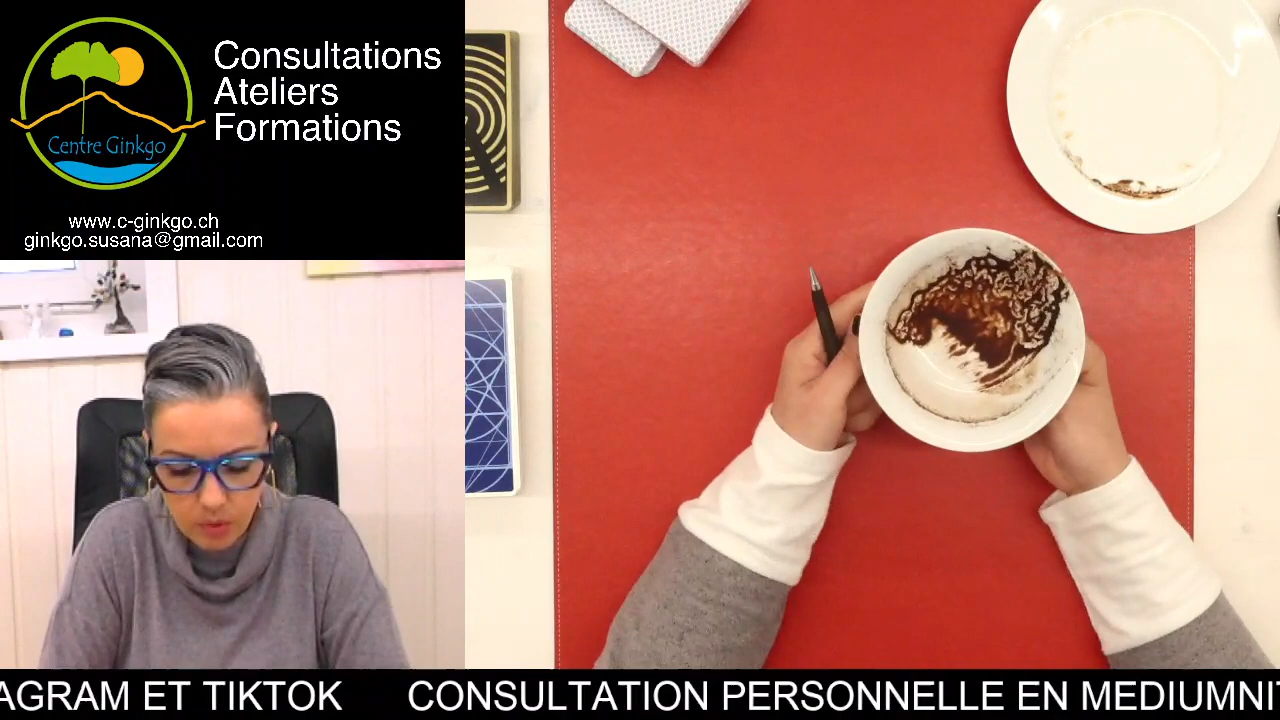 Consultations
Ateliers
Formations
Centre Ginkgo
www.c-ginkgo.ch
ginkgo.susana@gmail.com
AGRAM ET TIKTOK CONSULTATION PERSONNELLE EN MEDIUMNIT